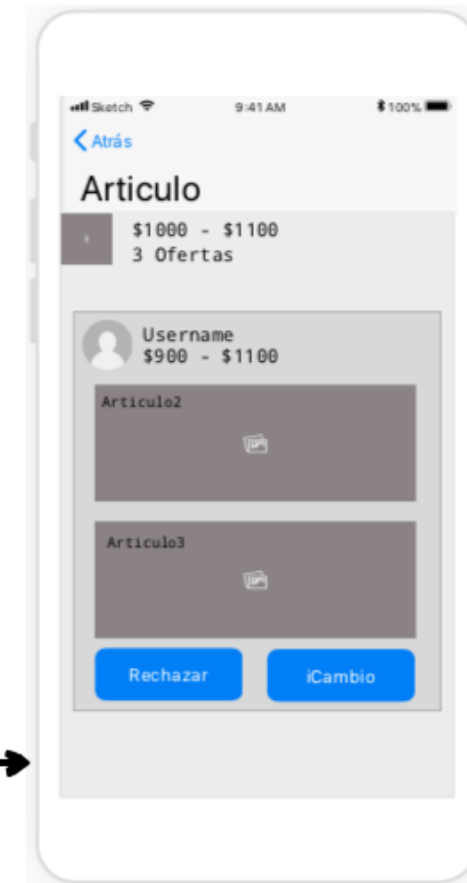 Sketch 9:41 AM 100%
Atrás
Articulo
$1000 - $1100
3 Ofertas
Username
$900 - $1100
Articulo2
Articulo3
Rechazar iCambio